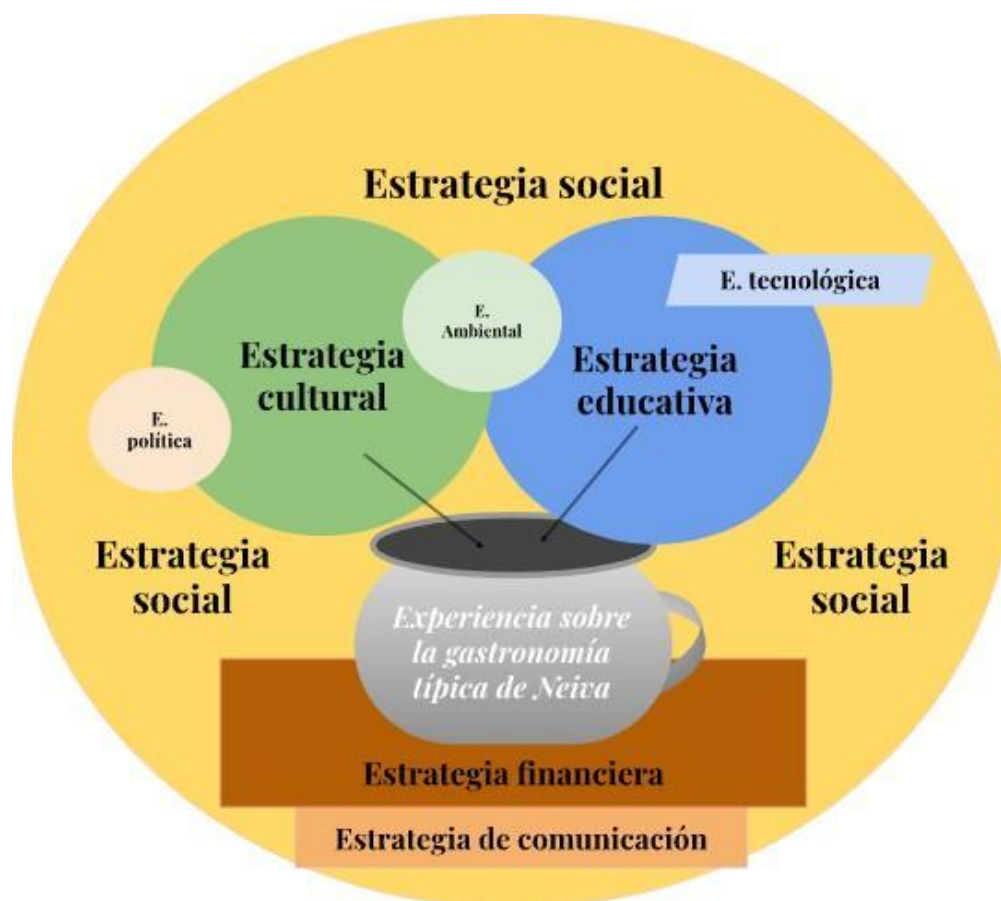 Estrategia social
E. tecnológica
E.
Ambiental
Estrategia
cultural
Estrategia
educativa
E.
política
Estrategia
social
Estrategia
social
Experiencia sobre
la gastronomía
típica de Neiva
Estrategia financiera
Estrategia de comunicación